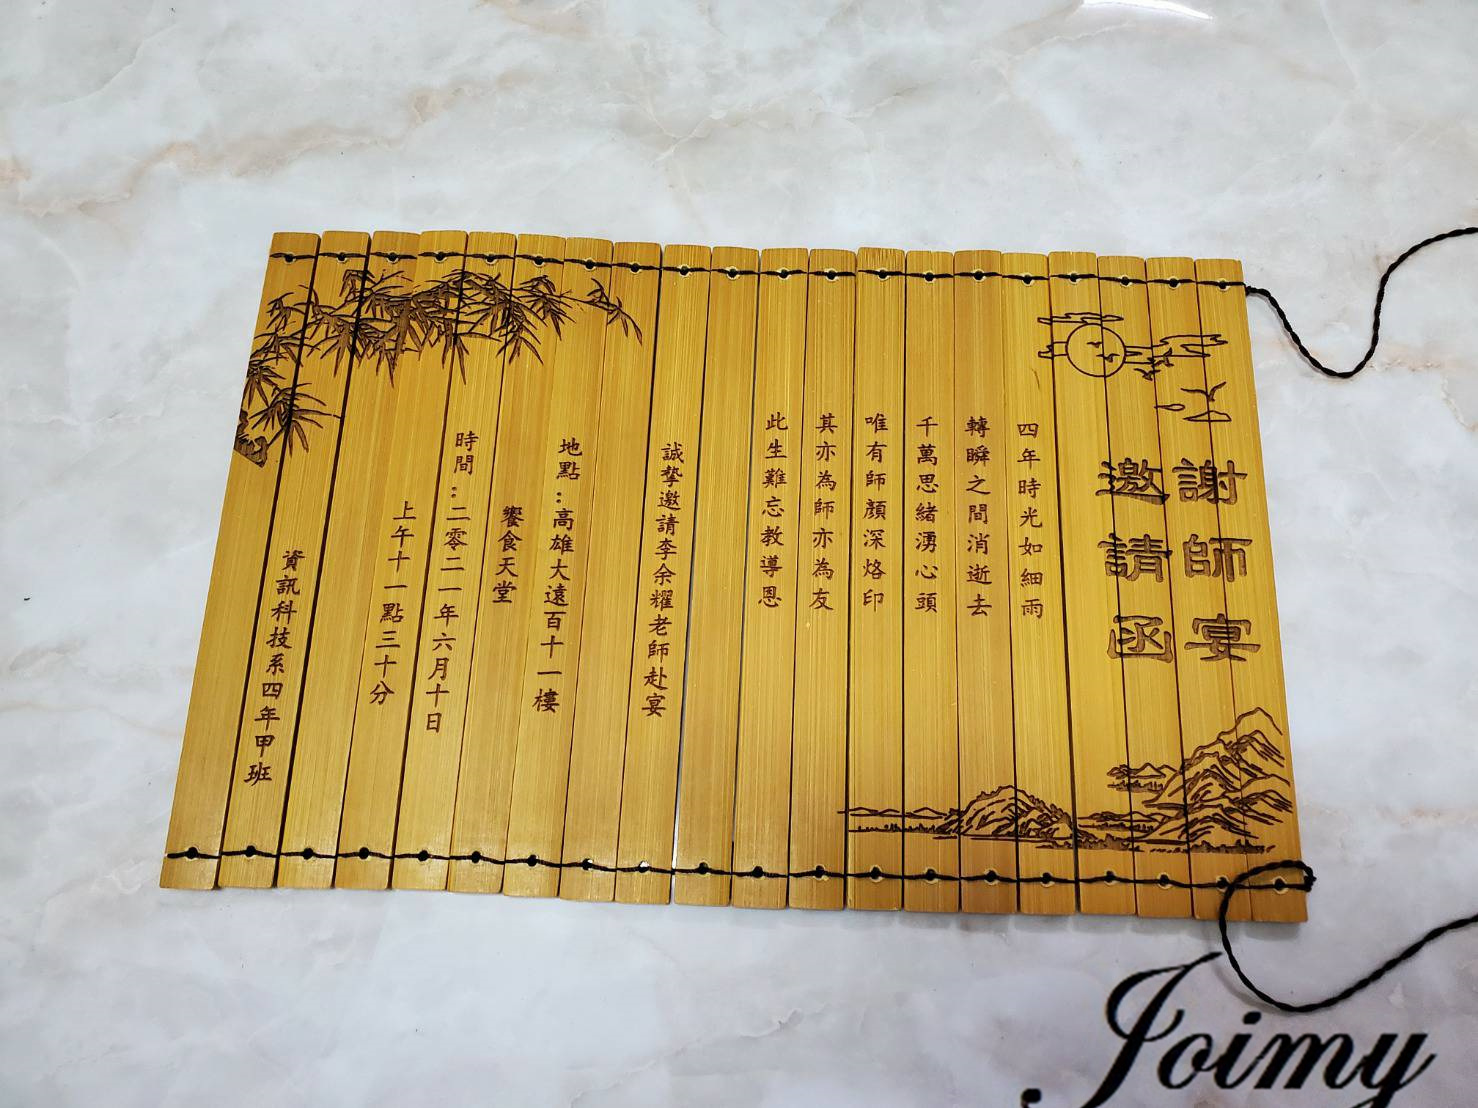 謝師宴
邀請函
四年時光如細雨
轉瞬之間消逝去
千萬思緒湧心頭
唯有師顏深烙印
其亦為師亦為友
此生難忘教導恩
誠摯邀請李余耀老師赴宴
地點：高雄大遠百十一樓
饗食天堂
時間：二零二一年六月十日
上午十一點三十分
資訊科技系四年甲班
Joimy